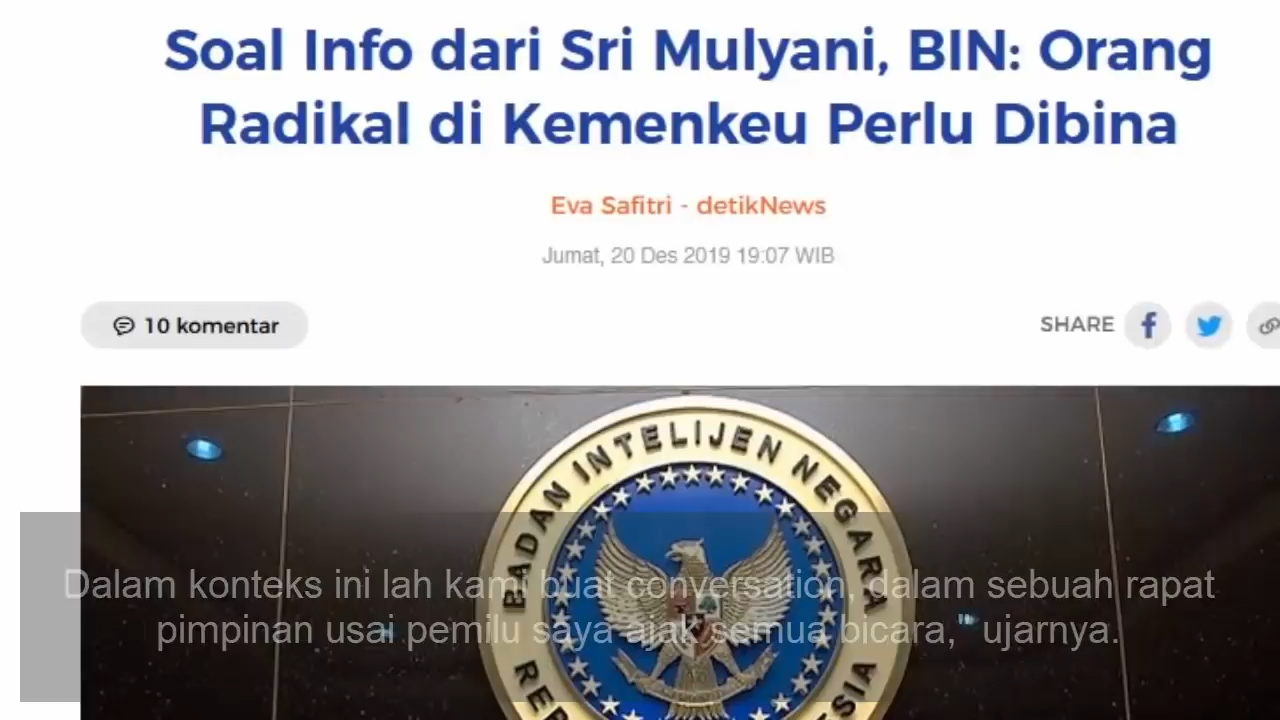 Soal Info dari Sri Mulyani, BIN: Orang
Radikal di Kemenkeu Perlu Dibina
Eva Safitri - detikNews
Jumat, 20 Des 2019 19:07 WIB
10 komentar
SHARE
BADAN INTELIJEN NEGARA
Dalam konteks ini lah kami buat conversation, dalam sebuah rapat
pimpinan usai pemilu saya ajak semua bicara," ujarnya.